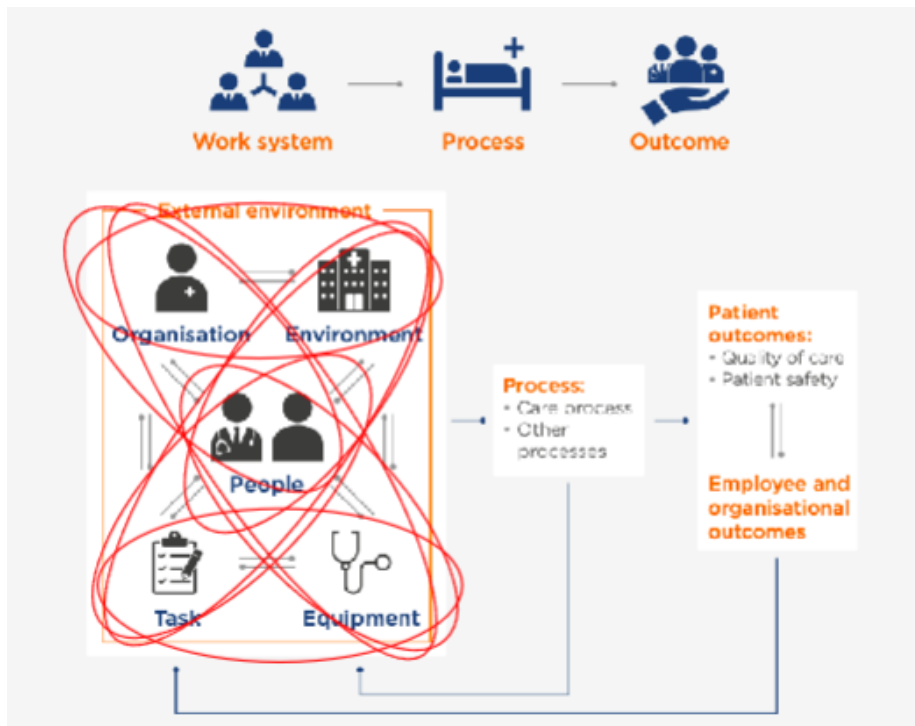 Work system
Process
Outcome
External environment
Organisation
Environment
People
Task
Equipment
Process:
• Care process
• Other
processes
Patient
outcomes:
• Quality of care
• Patient safety
Employee and
organisational
outcomes